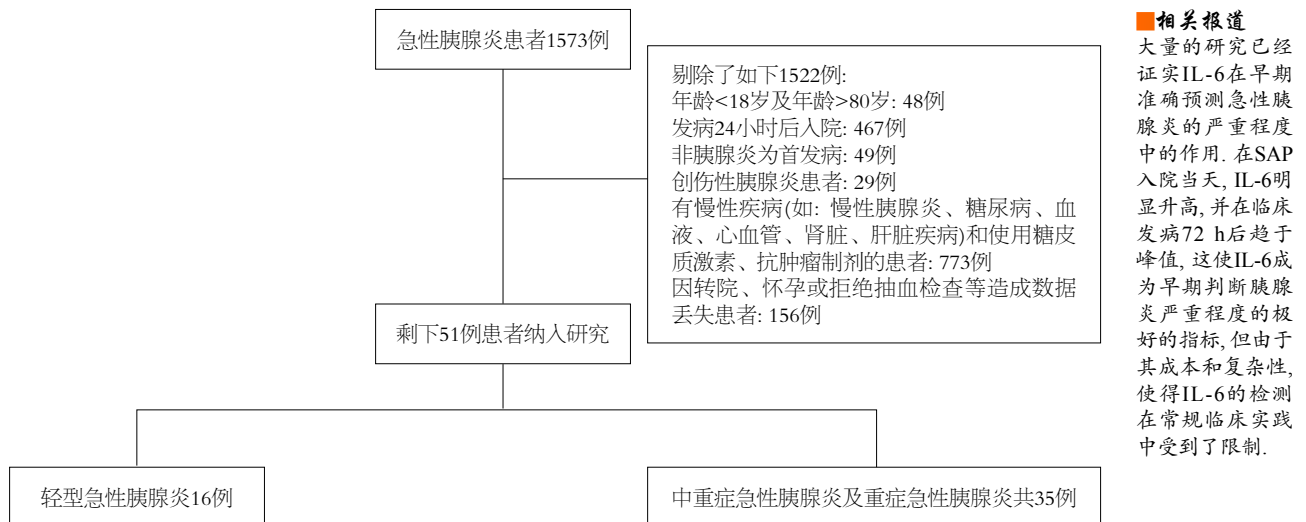 急性胰腺炎患者1573例
剔除了如下1522例:
年龄<18岁及年龄>80岁: 48例
发病24小时后入院: 467例
非胰腺炎为首发病: 49例
创伤性胰腺炎患者: 29例
有慢性疾病(如: 慢性胰腺炎、糖尿病、血
液、心血管、肾脏、肝脏疾病)和使用糖皮
质激素、抗肿瘤制剂的患者: 773例
因转院、怀孕或拒绝抽血检查等造成数据
丢失患者: 156例
剩下51例患者纳入研究
轻型急性胰腺炎16例
中重症急性胰腺炎及重症急性胰腺炎共35例
■相关报道
大量的研究已经
证实IL-6在早期
准确预测急性胰
腺炎的严重程度
中的作用. 在SAP
入院当天, IL-6明
显升高, 并在临床
发病72 h后趋于
峰值, 这使IL-6成
为早期判断胰腺
炎严重程度的极
好的指标, 但由于
其成本和复杂性,
使得IL-6的检测
在常规临床实践
中受到了限制.